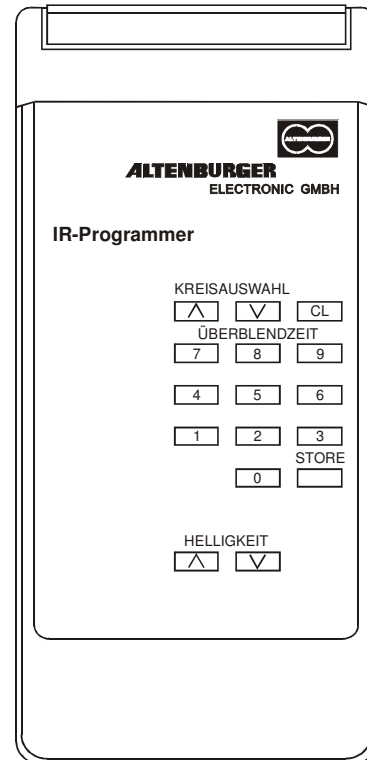 ALTENBURGER
ALTENBURGER
ELECTRONIC GMBH
IR-Programmer
KREISAUSWAHL
CL
ÜBERBLENDZEIT
7 8 9
4 5 6
1 2 3
STORE
0
HELLIGKEIT